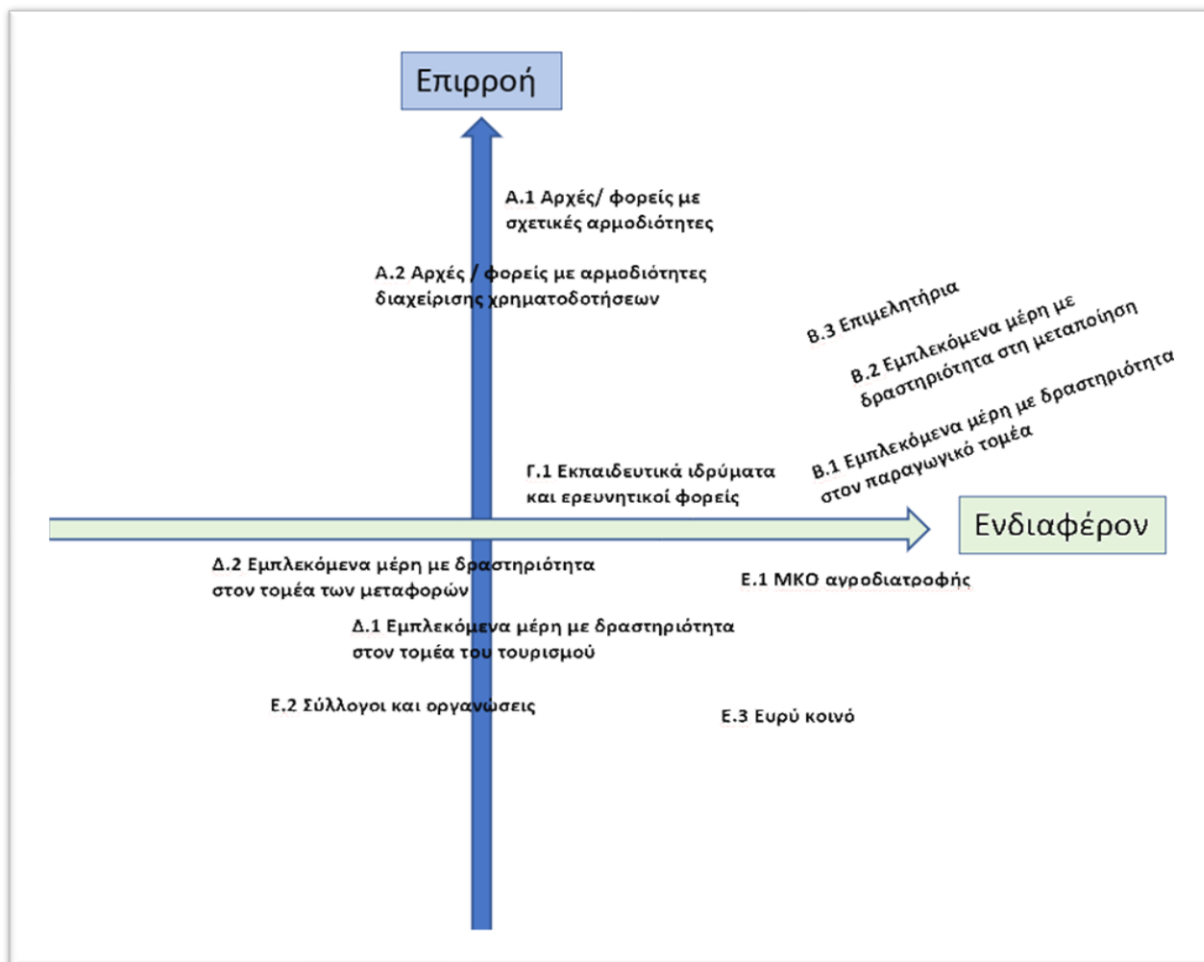 Επιρροή
Α.1 Αρχές/ φορείς με
σχετικές αρμοδιότητες
Α.2 Αρχές / φορείς με αρμοδιότητες
διαχείρισης χρηματοδοτήσεων
Β.3 Επιμελητήρια
Β.2 Εμπλεκόμενα μέρη με
δραστηριότητα στη μεταποίηση
Β.1 Εμπλεκόμενα μέρη με δραστηριότητα
στον παραγωγικό τομέα
Γ.1 Εκπαιδευτικά ιδρύματα
και ερευνητικοί φορείς
Ενδιαφέρον
Δ.2 Εμπλεκόμενα μέρη με δραστηριότητα
στον τομέα των μεταφορών
Ε.1 ΜΚΟ αγροδιατροφής
Δ.1 Εμπλεκόμενα μέρη με δραστηριότητα
στον τομέα του τουρισμού
Ε.2 Σύλλογοι και οργανώσεις
Ε.3 Ευρύ κοινό